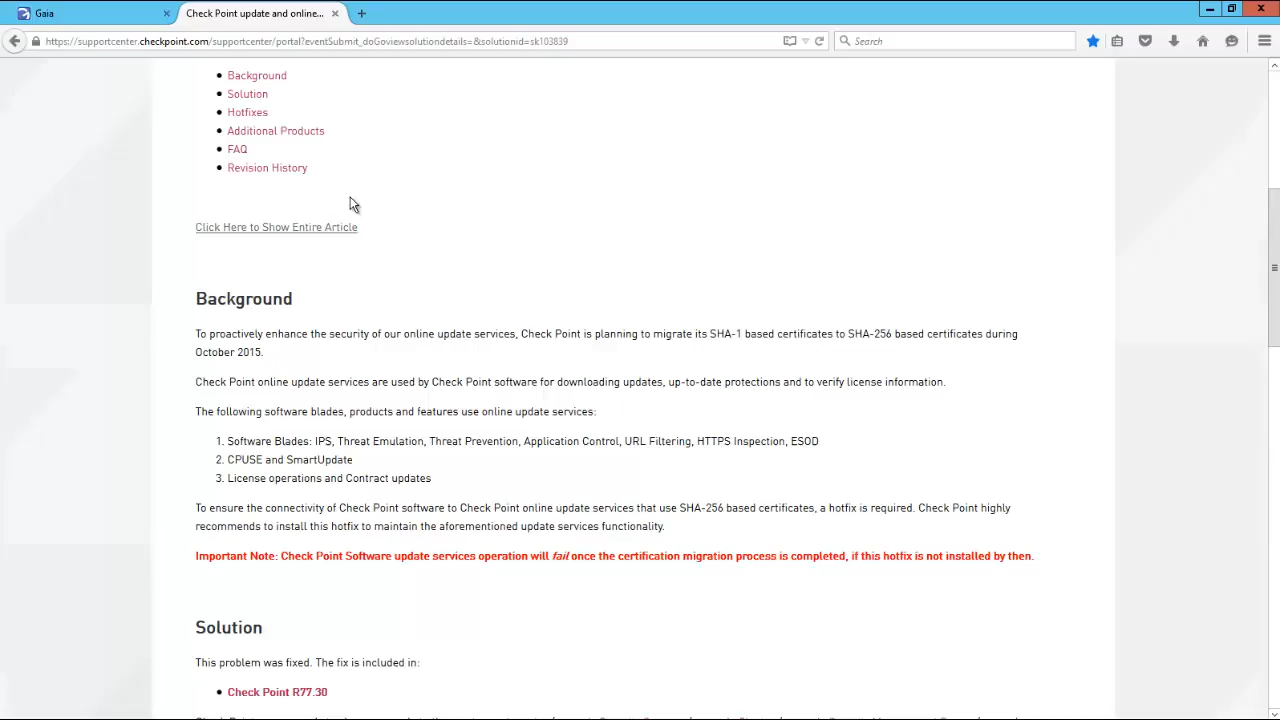 Gaia
Check Point update and online...
https://supportcenter.checkpoint.com/supportcenter/portal?eventSubmit_doGoviewsolutiondetails=&solutionid=sk103839
Search
Background
Solution
Hotfixes
Additional Products
FAQ
Revision History
Click Here to Show Entire Article
Background
To proactively enhance the security of our online update services, Check Point is planning to migrate its SHA-1 based certificates to SHA-256 based certificates during
October 2015.
Check Point online update services are used by Check Point software for downloading updates, up-to-date protections and to verify license information.
The following software blades, products and features use online update services:
1. Software Blades: IPS, Threat Emulation, Threat Prevention, Application Control, URL Filtering, HTTPS Inspection, ESOD
2. CPUSE and SmartUpdate
3. License operations and Contract updates
To ensure the connectivity of Check Point software to Check Point online update services that use SHA-256 based certificates, a hotfix is required. Check Point highly
recommends to install this hotfix to maintain the aforementioned update services functionality.
Important Note: Check Point Software update services operation will fail once the certification migration process is completed, if this hotfix is not installed by then.
Solution
This problem was fixed. The fix is included in:
Check Point R77.30